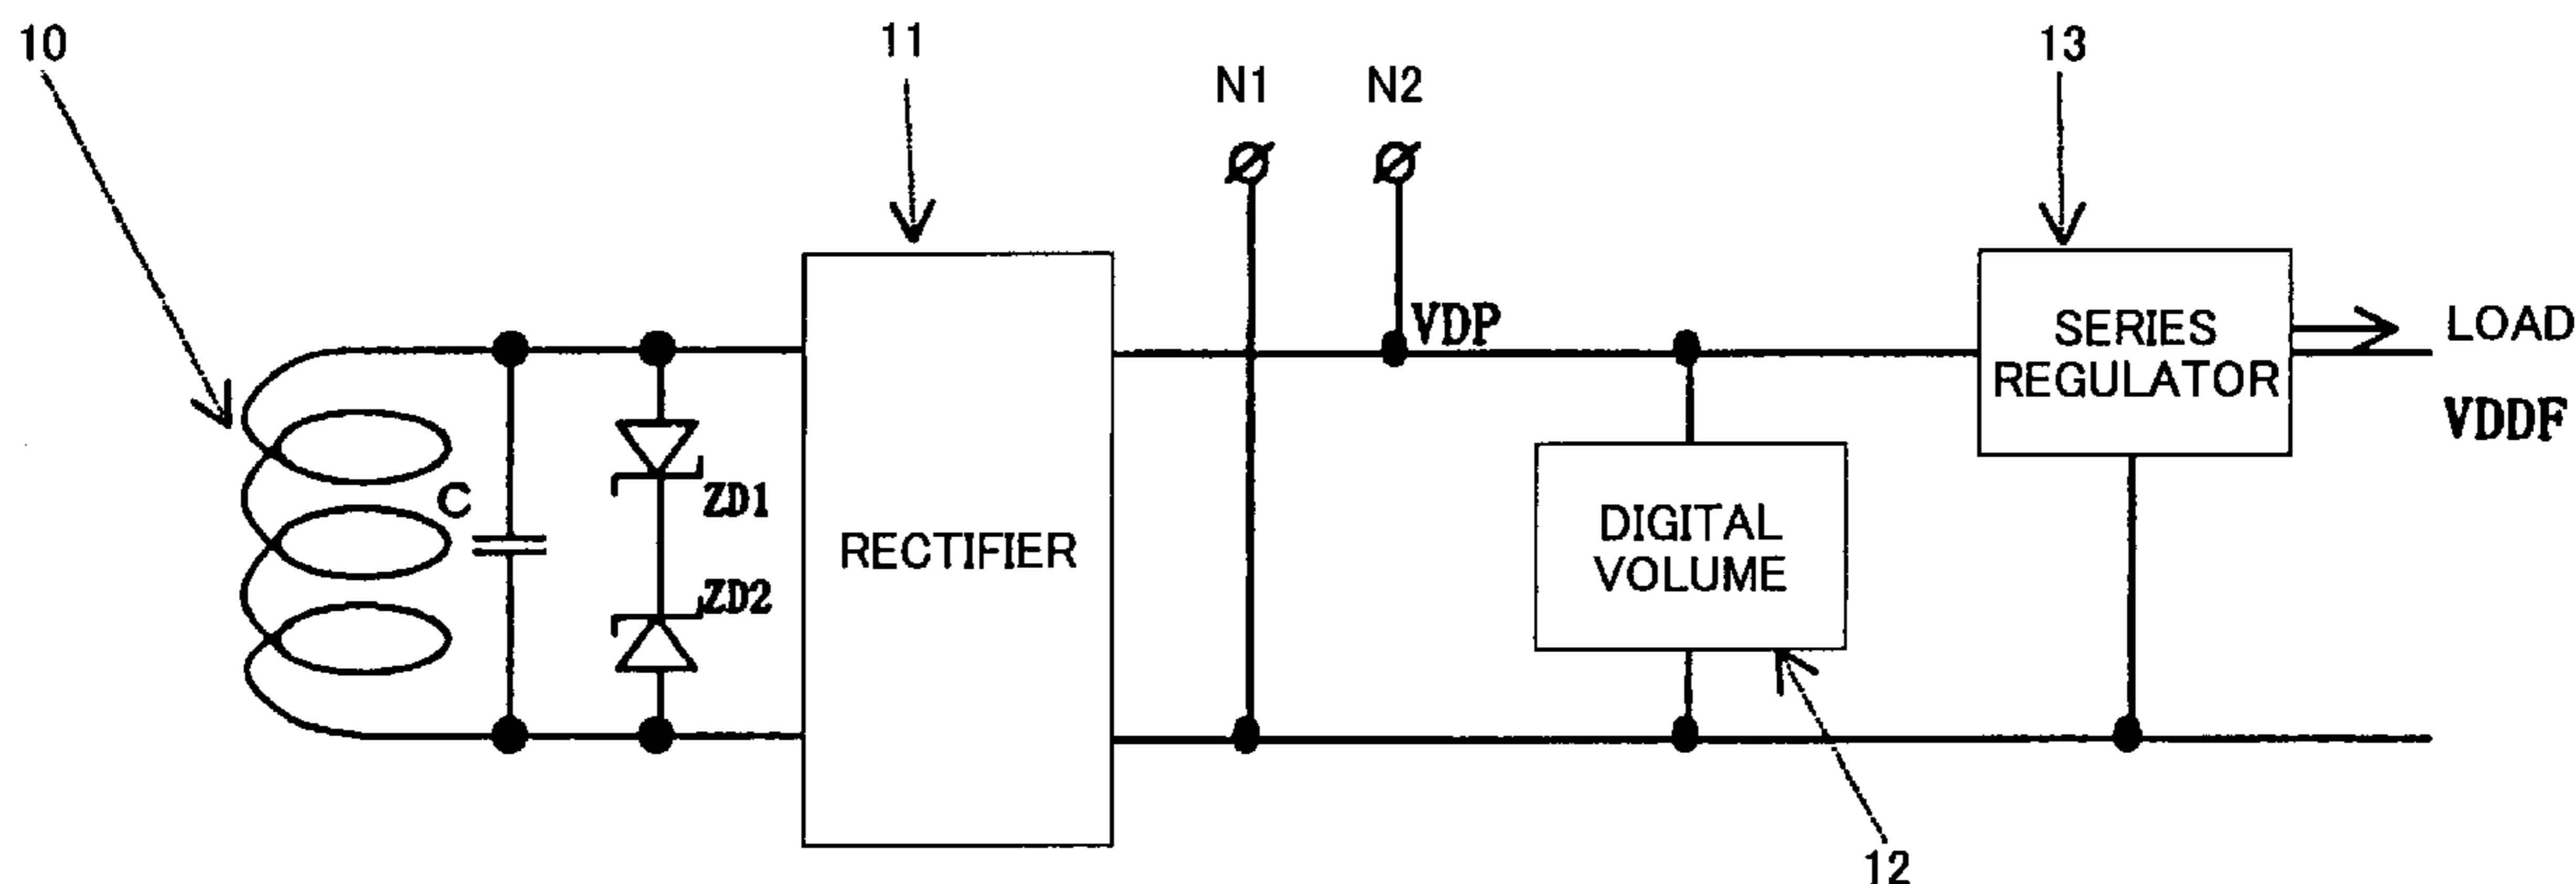 10
11
13
N1
N2
VDP
SERIES
REGULATOR
LOAD
VDDF
C
ZD1
RECTIFIER
DIGITAL
VOLUME
ZD2
12